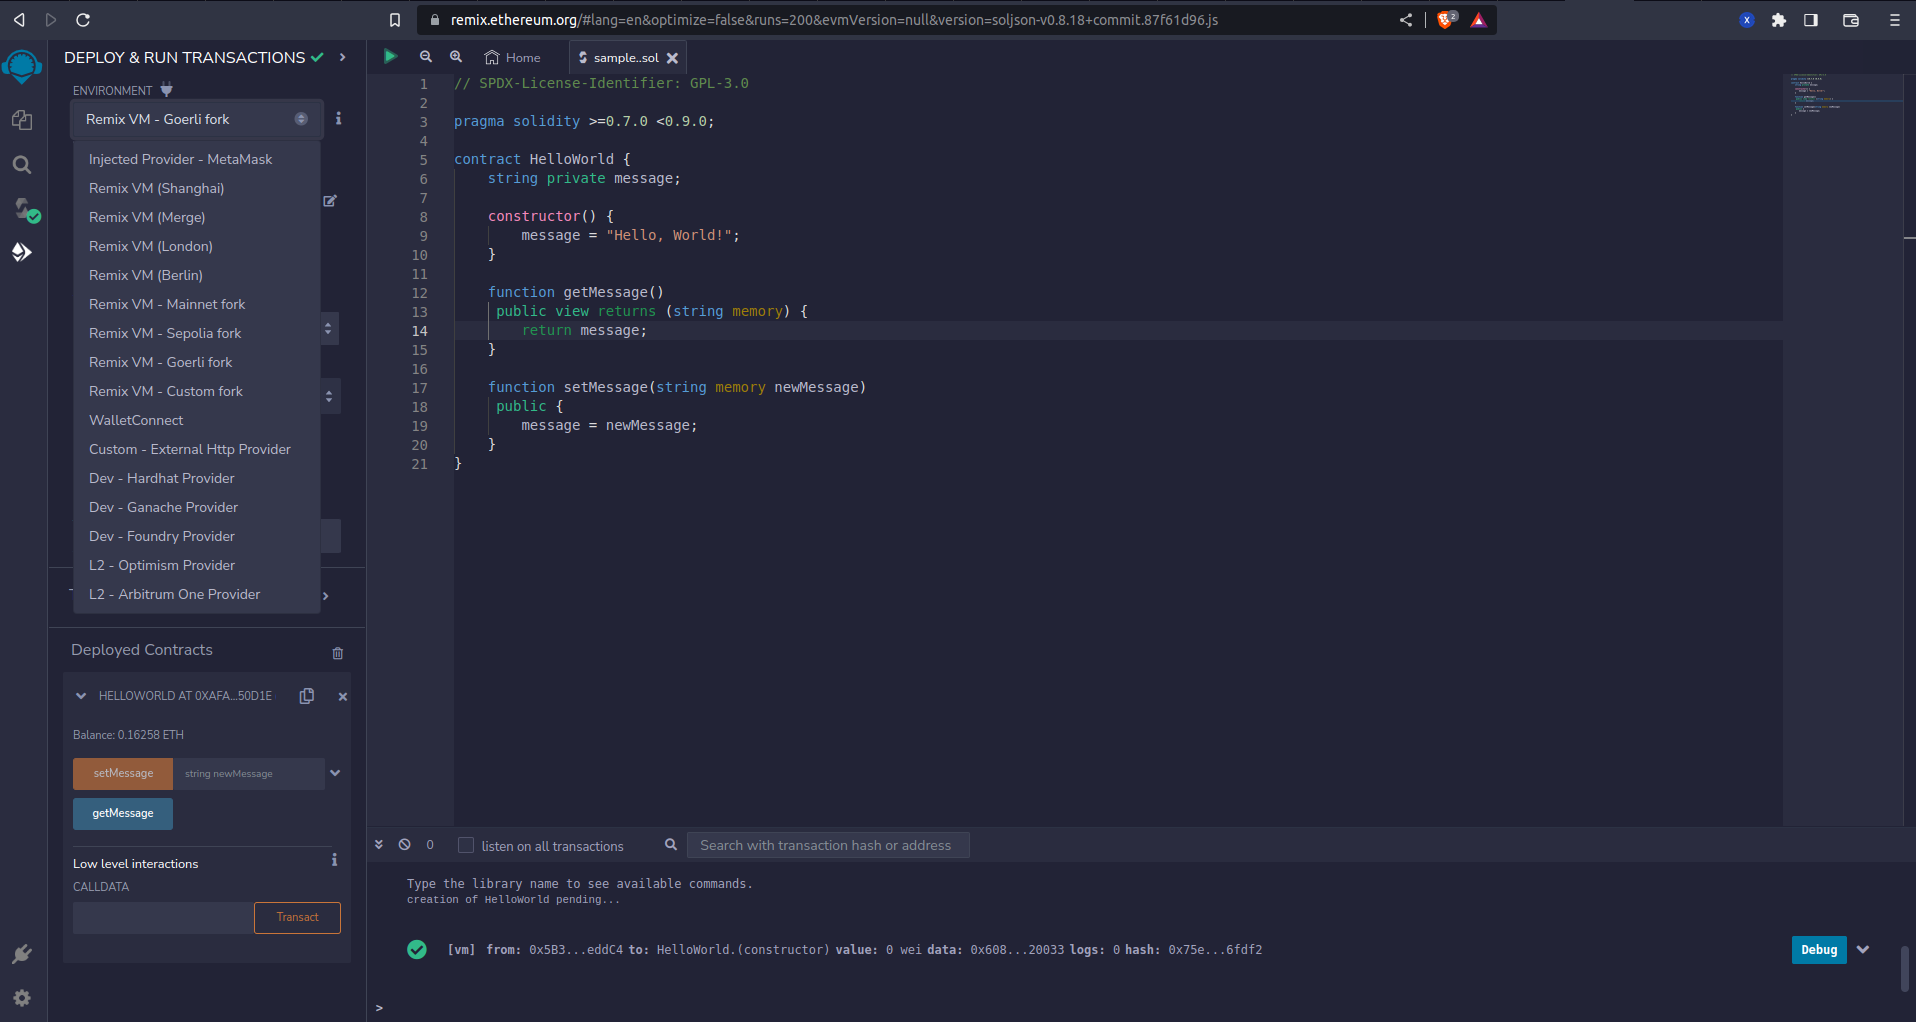 remix.ethereum.org/#lang=en&optimize=false&runs=200&evmVersion=null&version=soljson-v0.8.18+commit.87f61d96.js
2
X
DEPLOY & RUN TRANSACTIONS
ENVIRONMENT
Remix VM - Goerli fork
Injected Provider - MetaMask
Remix VM (Shanghai)
Remix VM (Merge)
Remix VM (London)
Remix VM (Berlin)
Remix VM - Mainnet fork
Remix VM - Sepolia fork
Remix VM - Goerli fork
Remix VM - Custom fork
WalletConnect
Custom - External Http Provider
Dev - Hardhat Provider
Dev - Ganache Provider
Dev - Foundry Provider
L2 - Optimism Provider
L2 - Arbitrum One Provider
Deployed Contracts
HELLOWORLD AT 0XAFA...50D1E
Balance: 0.16258 ETH
setMessage string newMessage
getMessage
Low level interactions
CALLDATA
Transact
Home sample..sol
1 // SPDX-License-Identifier: GPL-3.0
2
3 pragma solidity >=0.7.0 <0.9.0;
4
5 contract HelloWorld {
6 string private message;
7
8 constructor() {
9 message = "Hello, World!";
10 }
11
12 function getMessage()
13 public view returns (string memory) {
14 return message;
15 }
16
17 function setMessage(string memory newMessage)
18 public {
19 message = newMessage;
20 }
21 }
0 listen on all transactions Search with transaction hash or address
Type the library name to see available commands.
creation of HelloWorld pending...
[vm] from: 0x5B3...eddC4 to: HelloWorld.(constructor) value: 0 wei data: 0x608...20033 logs: 0 hash: 0x75e...6fdf2
Debug
>